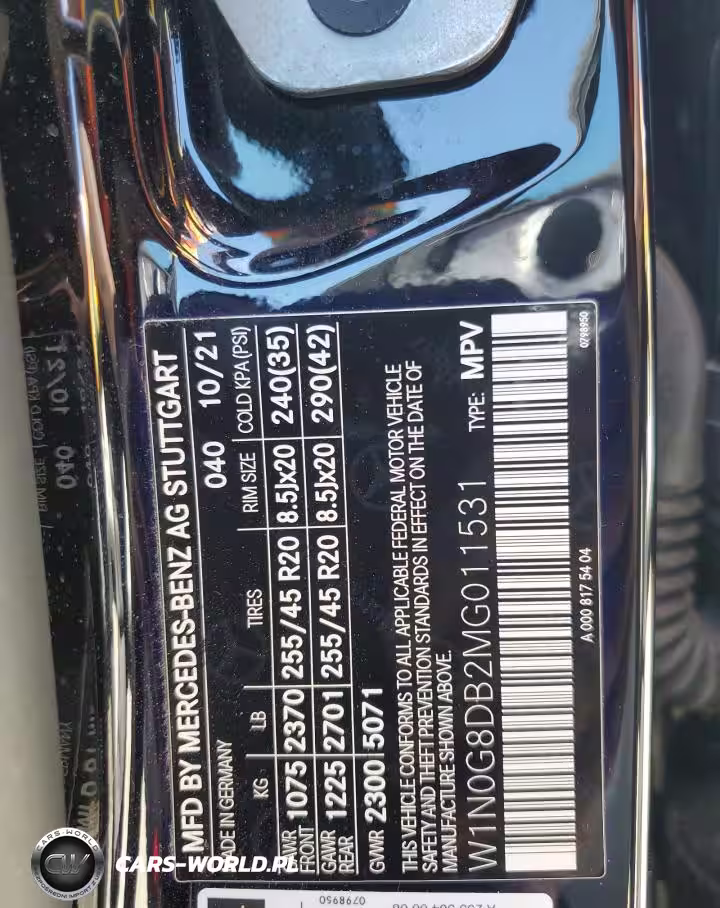 MFD BY MERCEDES-BENZ AG STUTTGART
MADE IN GERMANY 040 10/21
KG LB TIRES RIM SIZE COLD KPA(PSI)
GAWR FRONT 1075 2370 255/45 R20 8.5Jx20 240(35)
GAWR REAR 1225 2701 255/45 R20 8.5Jx20 290(42)
GVWR 2300 5071
THIS VEHICLE CONFORMS TO ALL APPLICABLE FEDERAL MOTOR VEHICLE
SAFETY AND THEFT PREVENTION STANDARDS IN EFFECT ON THE DATE OF
MANUFACTURE SHOWN ABOVE.
W1N0G8DB2MG011531 TYPE: MPV
A 000 817 54 04 0798950
0798950
CARS-WORLD.PL
CARS-WORLD
CW